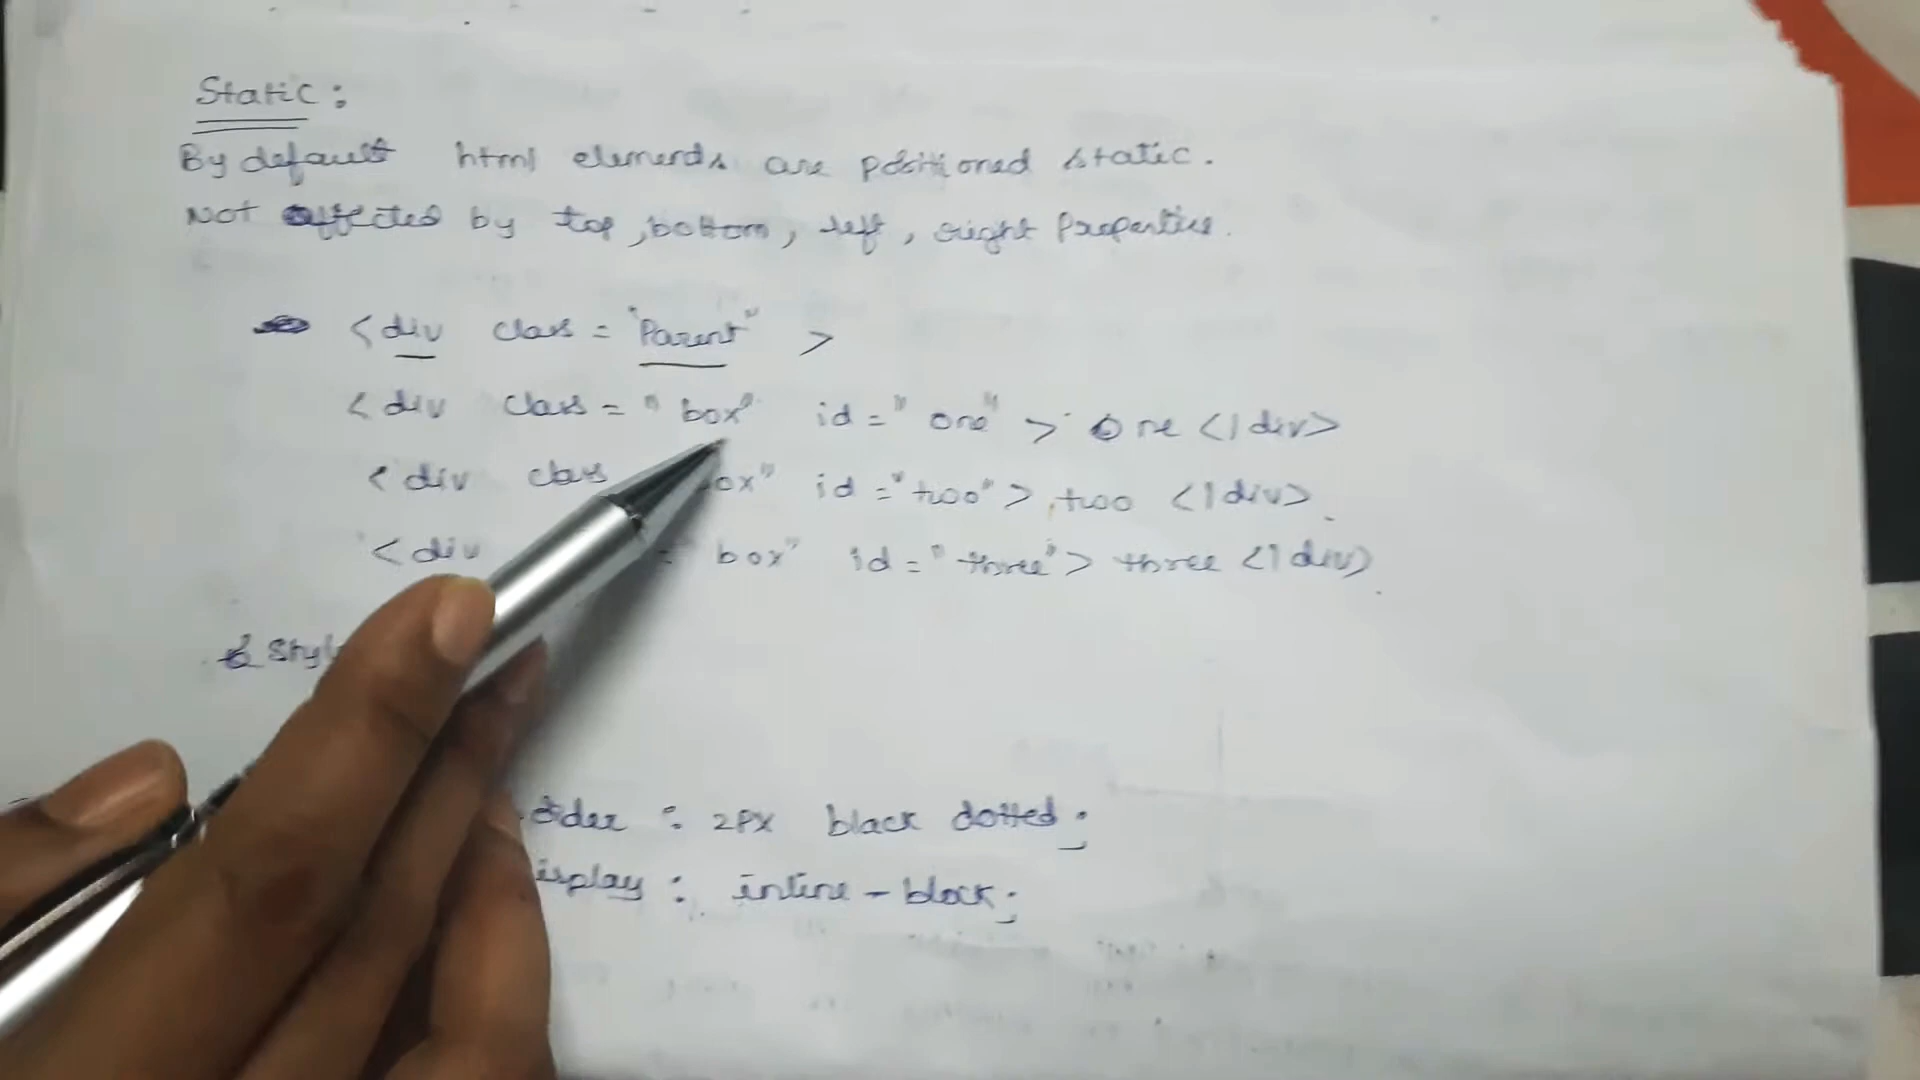 Static :
By default html elements are positioned static.
Not affected by top, bottom, left, right Properties.
<div class = "Parent" >
<div class = "box" id = "one" > One </div>
<div class ox" id = "two" > two </div>
<div = box" id = "three" > three </div>
Style
order : 2PX black dotted ;
isplay : inline - block ;